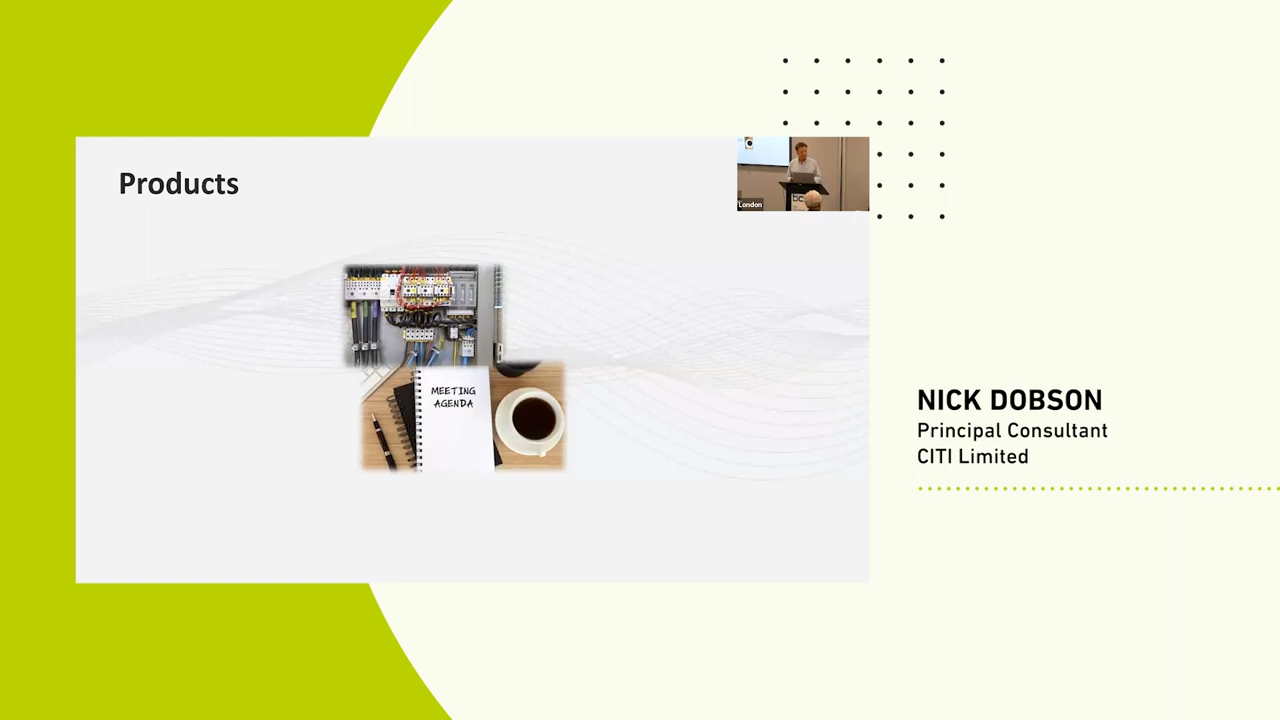 Products
London
MEETING
AGENDA
NICK DOBSON
Principal Consultant
CITI Limited